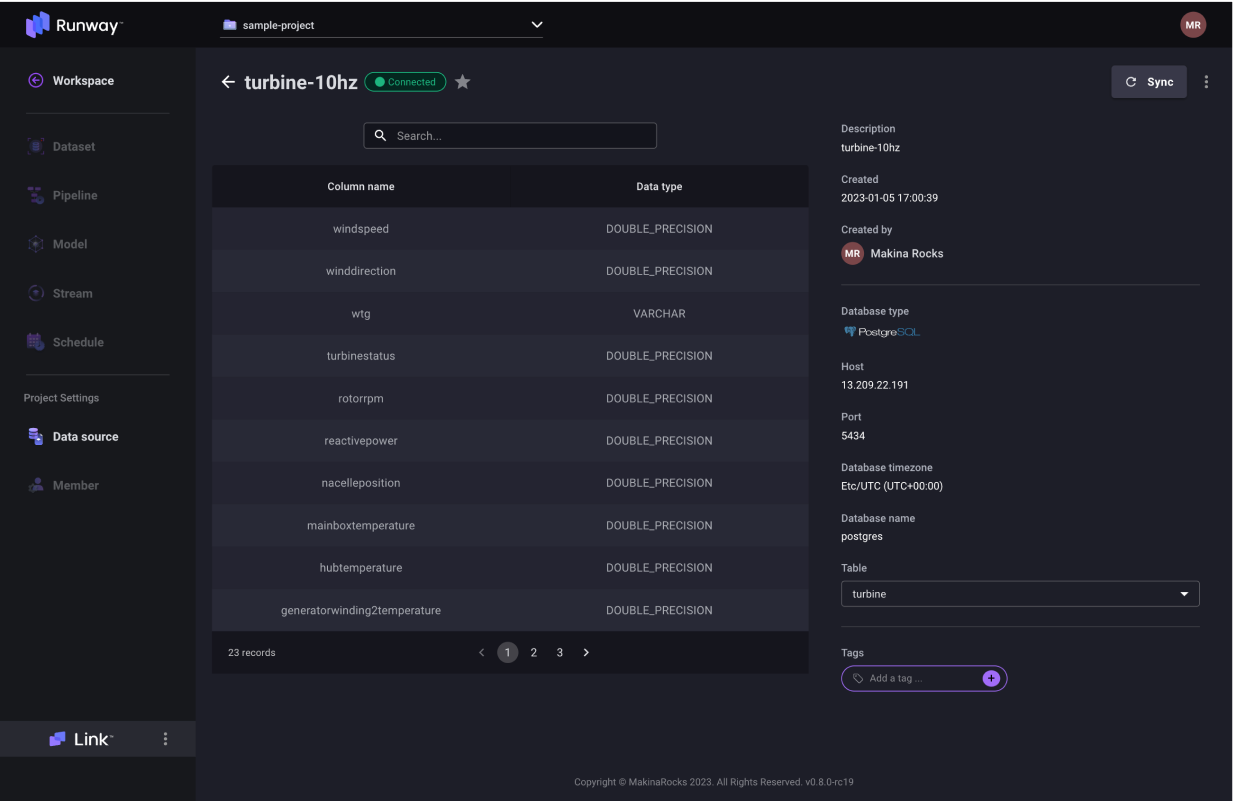 Runway™
sample-project
MR
Workspace
turbine-10hz
Connected
Sync
Search...
Description
turbine-10hz
Dataset
Created
2023-01-05 17:00:39
Column name Data type
Pipeline
windspeed DOUBLE_PRECISION
Created by
MR Makina Rocks
Model
winddirection DOUBLE_PRECISION
Stream
wtg VARCHAR
Database type
PostgreSQL
Schedule
turbinestatus DOUBLE_PRECISION
Host
13.209.22.191
Project Settings
rotorrpm DOUBLE_PRECISION
Port
5434
Data source
reactivepower DOUBLE_PRECISION
Database timezone
Etc/UTC (UTC+00:00)
Member
nacelleposition DOUBLE_PRECISION
Database name
postgres
mainboxtemperature DOUBLE_PRECISION
Table
turbine
hubtemperature DOUBLE_PRECISION
generatorwinding2temperature DOUBLE_PRECISION
23 records
1 2 3
Tags
Add a tag ...
Link™
Copyright © MakinaRocks 2023. All Rights Reserved. v0.8.0-rc19